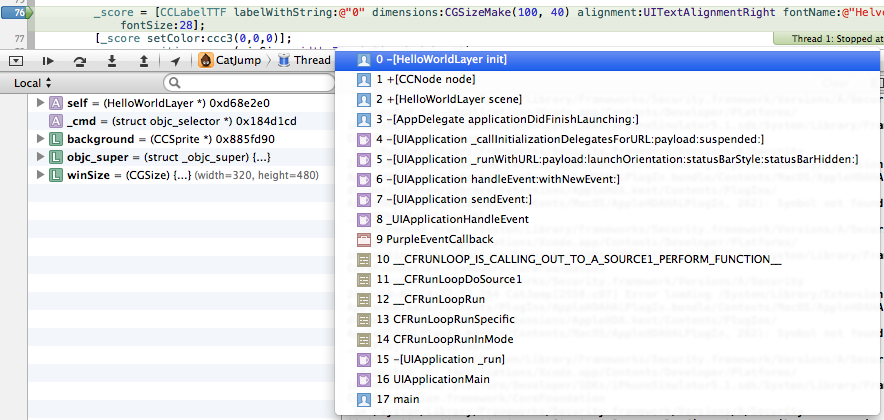 76
_score = [CCLabelTTF labelWithString:@"0" dimensions:CGSizeMake(100, 40) alignment:UITextAlignmentRight fontName:@"Helve
fontSize:28];
77
[_score setColor:ccc3(0,0,0)];
Thread 1: Stopped at
CatJump
Thread
Local
self = (HelloWorldLayer *) 0xd68e2e0
_cmd = (struct objc_selector *) 0x184d1cd
background = (CCSprite *) 0x885fd90
objc_super = (struct _objc_super) {...}
winSize = (CGSize) {...} (width=320, height=480)
0 -[HelloWorldLayer init]
1 +[CCNode node]
2 +[HelloWorldLayer scene]
3 -[AppDelegate applicationDidFinishLaunching:]
4 -[UIApplication _callInitializationDelegatesForURL:payload:suspended:]
5 -[UIApplication _runWithURL:payload:launchOrientation:statusBarStyle:statusBarHidden:]
6 -[UIApplication handleEvent:withNewEvent:]
7 -[UIApplication sendEvent:]
8 _UIApplicationHandleEvent
9 PurpleEventCallback
10 __CFRUNLOOP_IS_CALLING_OUT_TO_A_SOURCE1_PERFORM_FUNCTION__
11 __CFRunLoopDoSource1
12 __CFRunLoopRun
13 CFRunLoopRunSpecific
14 CFRunLoopRunInMode
15 -[UIApplication _run]
16 UIApplicationMain
17 main